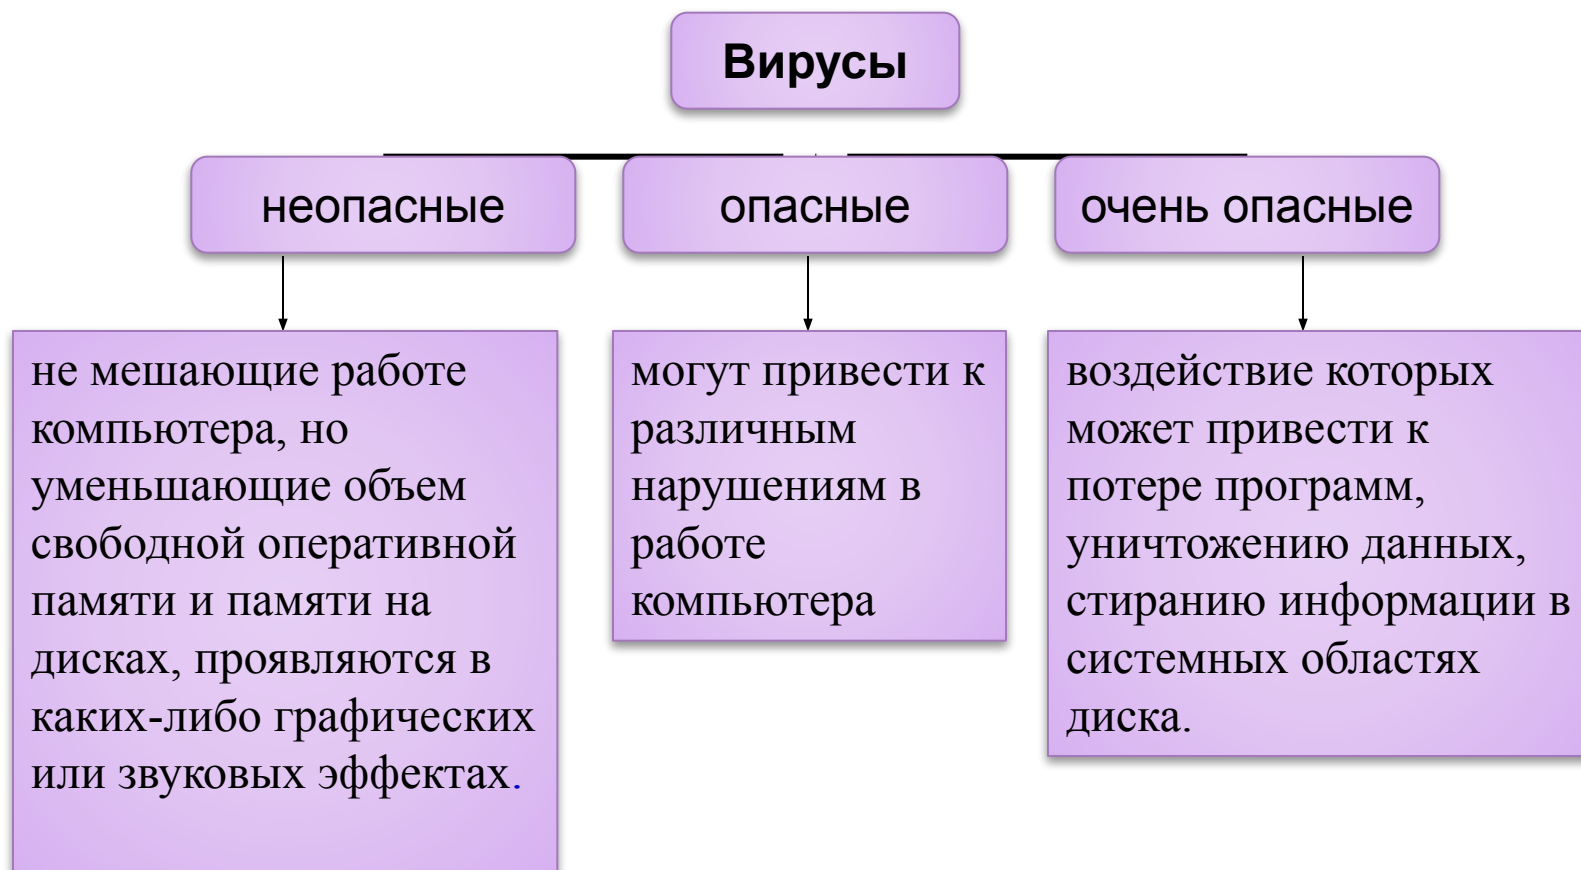 Вирусы
неопасные
опасные
очень опасные
не мешающие работе
компьютера, но
уменьшающие объем
свободной оперативной
памяти и памяти на
дисках, проявляются в
каких-либо графических
или звуковых эффектах.
могут привести к
различным
нарушениям в
работе
компьютера
воздействие которых
может привести к
потере программ,
уничтожению данных,
стиранию информации в
системных областях
диска.